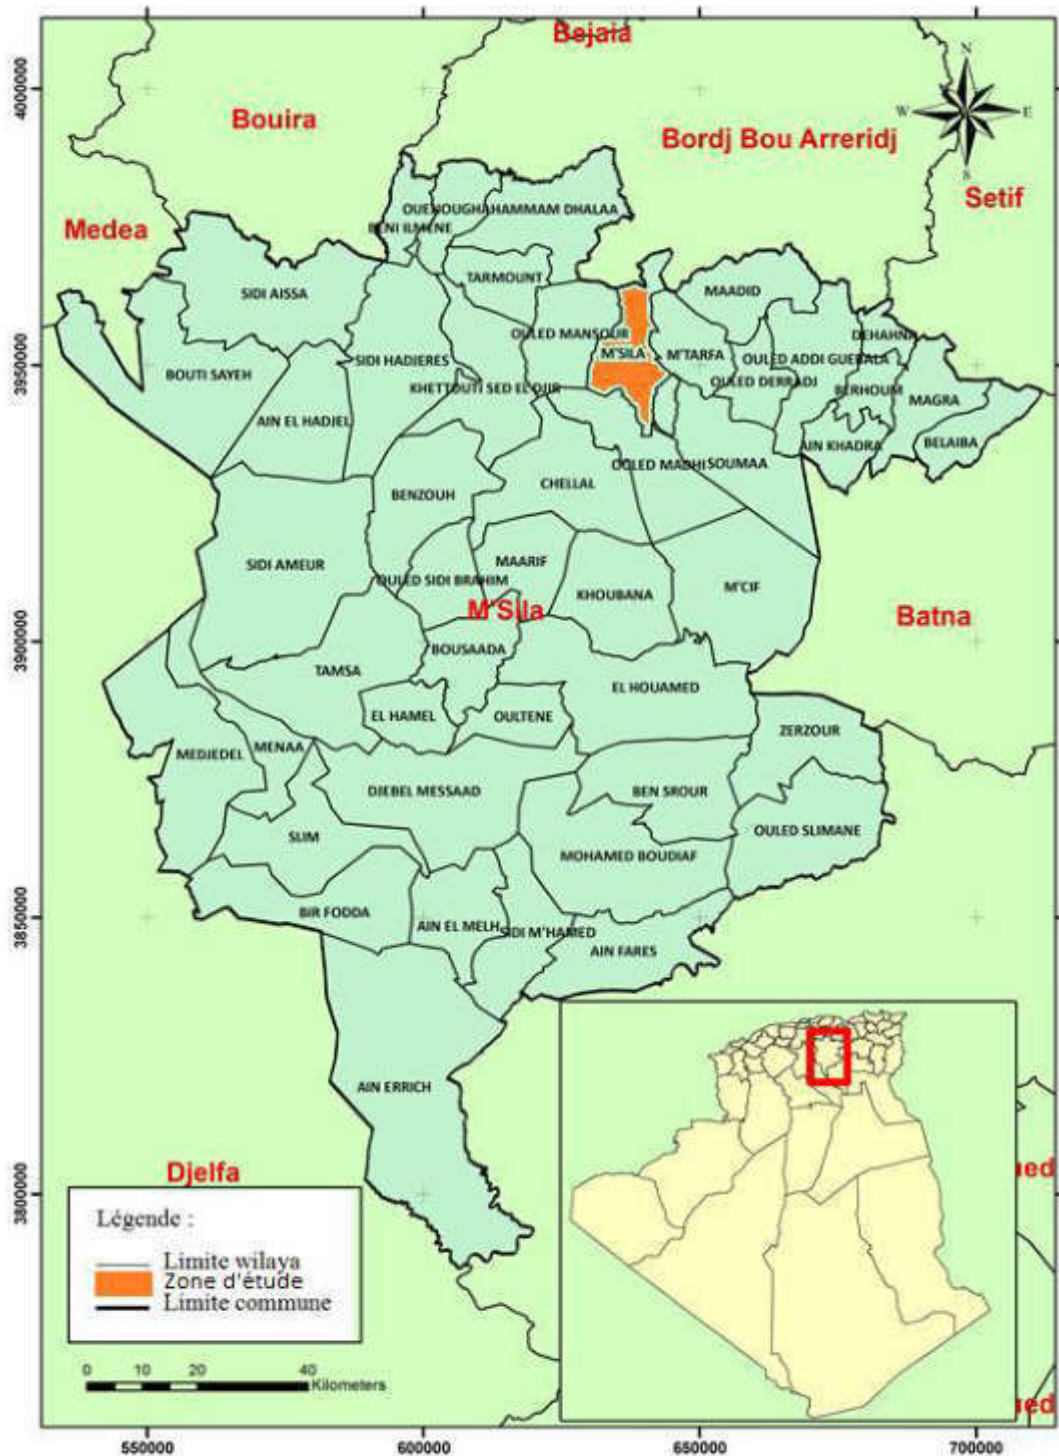 Bejaia
4000000
Bouira
N
W
E
S
Bordj Bou Arreridj
Setif
Medea
OUENOUGHA
HAMMAM DHALAA
BENI ILMENE
TARMOUNT
SIDI AISSA
MAADID
OULED MANSOUR
DEHAHNA
M'SILA
M'TARFA
OULED ADDI GUEBALA
SIDI HADJERES
3950000
BOUTI SAYEH
KHETTOUTI SED EL DJIR
OULED DERRADJ
BERHOUM
MAGRA
AIN EL HADJEL
AIN KHADRA
BELAIBA
OULED MADHI
SOUMAA
CHELLAL
BENZOUH
SIDI AMEUR
MAARIF
OULED SIDI BRAHIM
KHOUBANA
M'CIF
M'Sila
Batna
3900000
BOUSAADA
TAMSA
EL HOUAMED
EL HAMEL
OULTENE
ZERZOUR
MEDJEDEL
MENAA
DJEBEL MESSAAD
BEN SROUR
SLIM
OULED SLIMANE
MOHAMED BOUDIAF
BIR FODDA
3850000
AIN EL MELH
SIDI M'HAMED
AIN FARES
AIN ERRICH
Djelfa
ued
3800000
Légende :
Limite wilaya
Zone d'étude
Limite commune
0 10 20 40
Kilometers
ued
550000 600000 650000 700000